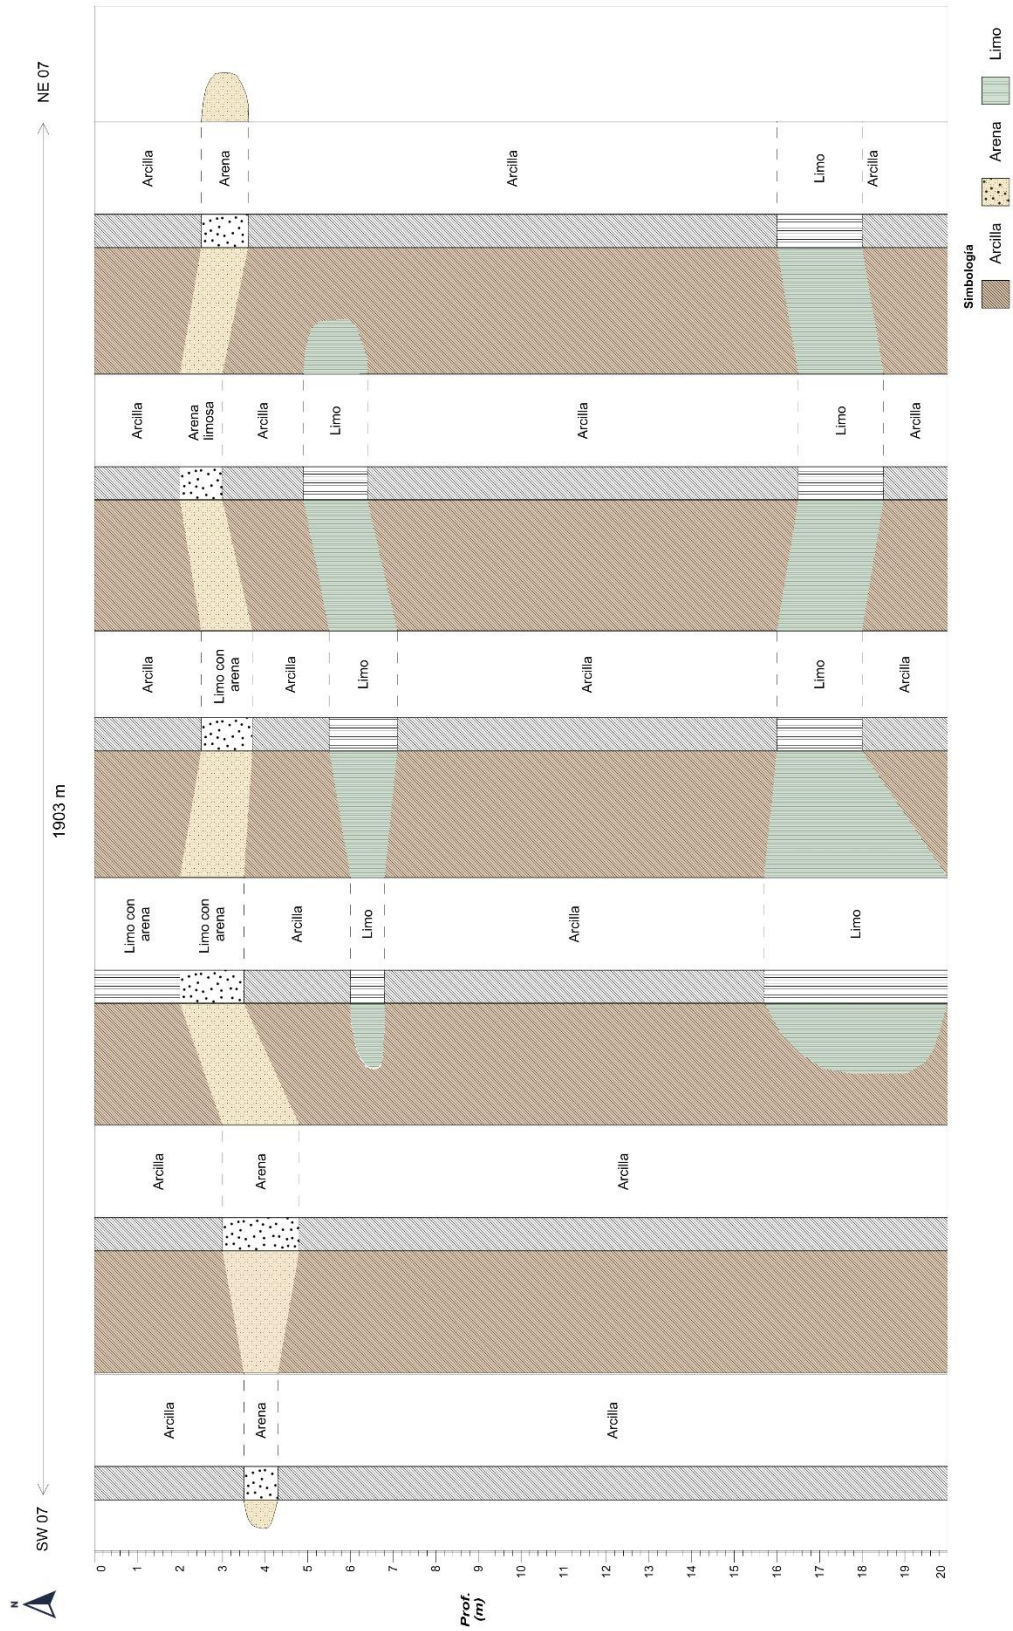 N
SW 07
NE 07
1903 m
Prof.
(m)
0
1
2
3
4
5
6
7
8
9
10
11
12
13
14
15
16
17
18
19
20
Arcilla
Arena
Arcilla
Arcilla
Arena
Arcilla
Limo con
arena
Limo con
arena
Arcilla
Limo
Arcilla
Limo
Arcilla
Limo con
arena
Arcilla
Limo
Arcilla
Limo
Arcilla
Arcilla
Arena
limosa
Arcilla
Limo
Arcilla
Limo
Arcilla
Arcilla
Arena
Arcilla
Limo
Arcilla
Simbología
Arcilla
Arena
Limo